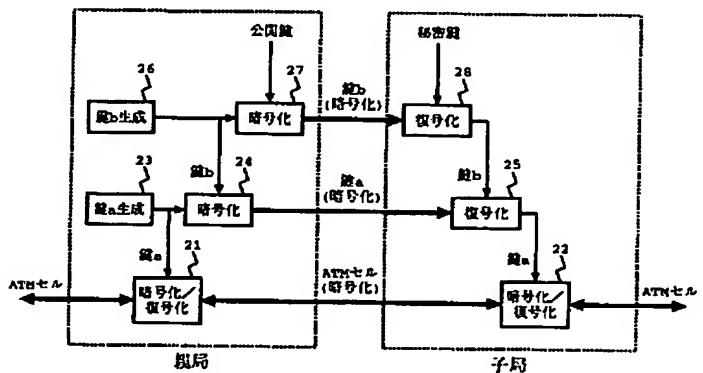 公開鍵
秘密鍵
26
27
28
鍵b
(暗号化)
鍵b生成
暗号化
復号化
鍵b
鍵b
23
24
25
鍵a
(暗号化)
鍵a生成
暗号化
復号化
鍵a
鍵a
21
22
ATMセル
ATMセル
(暗号化)
ATMセル
暗号化/
復号化
暗号化/
復号化
親局
子局